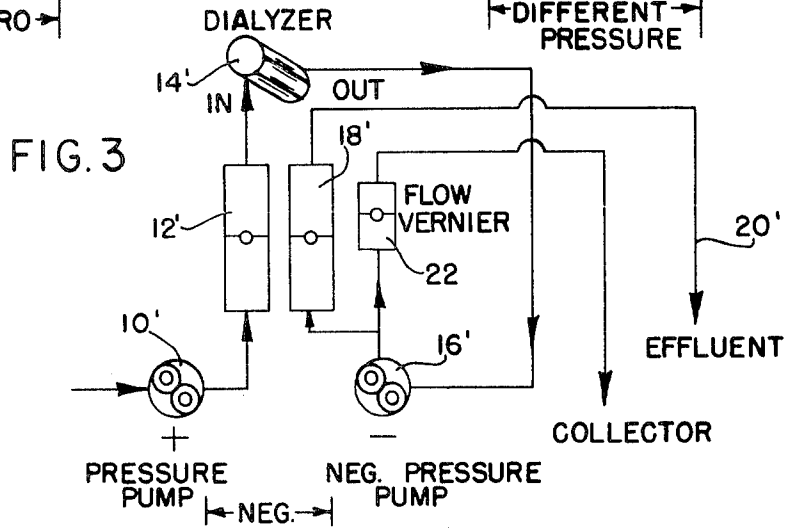 RO
DIALYZER
DIFFERENT
PRESSURE
14'
IN
OUT
FIG. 3
18'
12'
FLOW
VERNIER
22
20'
10'
16'
EFFLUENT
COLLECTOR
+
−
PRESSURE
PUMP
NEG. PRESSURE
PUMP
NEG.